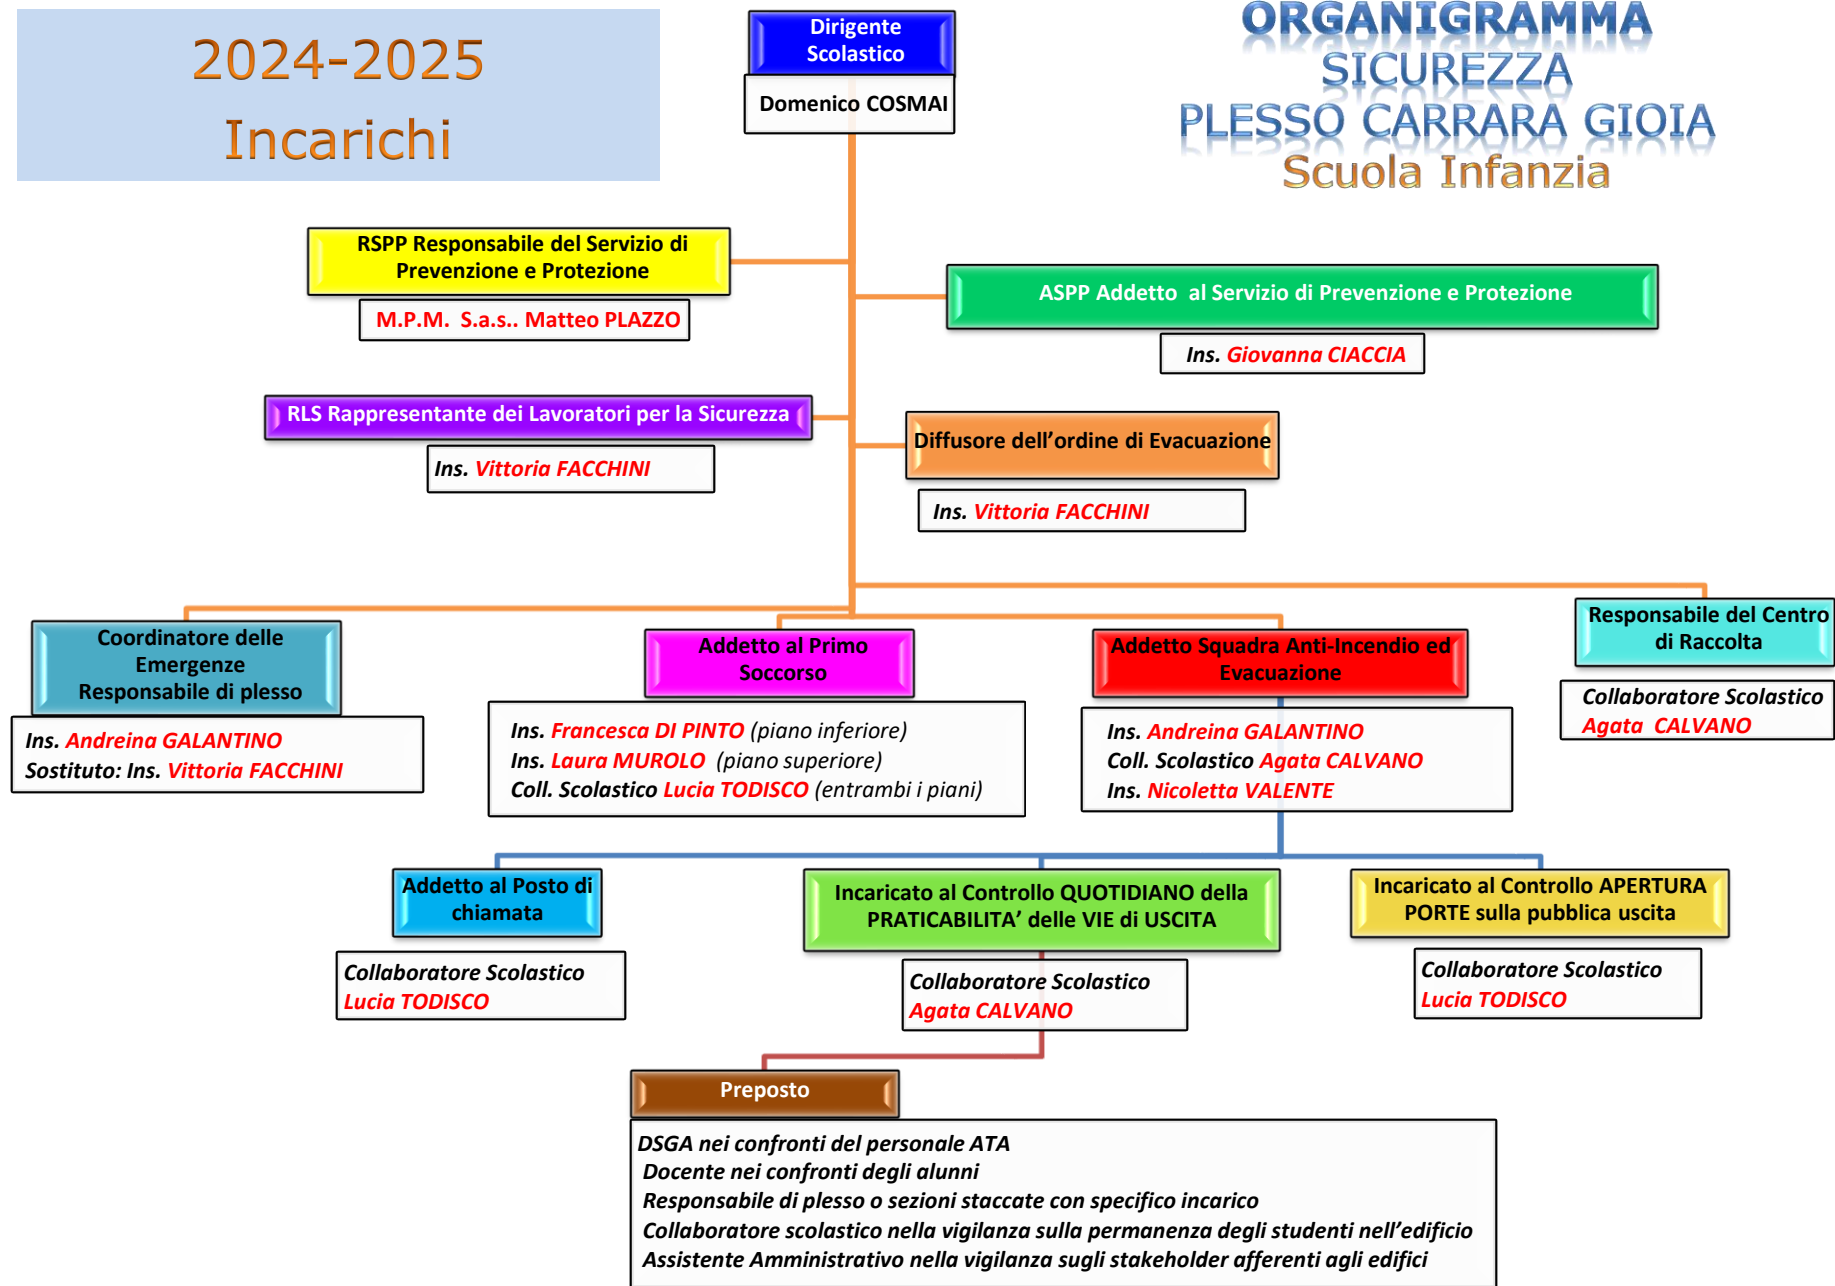 2024-2025
Incarichi
Dirigente
Scolastico
Domenico COSMAI
ORGANIGRAMMA
SICUREZZA
PLESSO CARRARA GIOIA
Scuola Infanzia
RSPP Responsabile del Servizio di
Prevenzione e Protezione
M.P.M. S.a.s.. Matteo PLAZZO
ASPP Addetto al Servizio di Prevenzione e Protezione
Ins. Giovanna CIACCIA
RLS Rappresentante dei Lavoratori per la Sicurezza
Ins. Vittoria FACCHINI
Diffusore dell’ordine di Evacuazione
Ins. Vittoria FACCHINI
Coordinatore delle
Emergenze
Responsabile di plesso
Ins. Andreina GALANTINO
Sostituto: Ins. Vittoria FACCHINI
Addetto al Primo
Soccorso
Ins. Francesca DI PINTO (piano inferiore)
Ins. Laura MUROLO (piano superiore)
Coll. Scolastico Lucia TODISCO (entrambi i piani)
Addetto Squadra Anti-Incendio ed
Evacuazione
Ins. Andreina GALANTINO
Coll. Scolastico Agata CALVANO
Ins. Nicoletta VALENTE
Responsabile del Centro
di Raccolta
Collaboratore Scolastico
Agata CALVANO
Addetto al Posto di
chiamata
Collaboratore Scolastico
Lucia TODISCO
Incaricato al Controllo QUOTIDIANO della
PRATICABILITA’ delle VIE di USCITA
Collaboratore Scolastico
Agata CALVANO
Incaricato al Controllo APERTURA
PORTE sulla pubblica uscita
Collaboratore Scolastico
Lucia TODISCO
Preposto
DSGA nei confronti del personale ATA
Docente nei confronti degli alunni
Responsabile di plesso o sezioni staccate con specifico incarico
Collaboratore scolastico nella vigilanza sulla permanenza degli studenti nell’edificio
Assistente Amministrativo nella vigilanza sugli stakeholder afferenti agli edifici